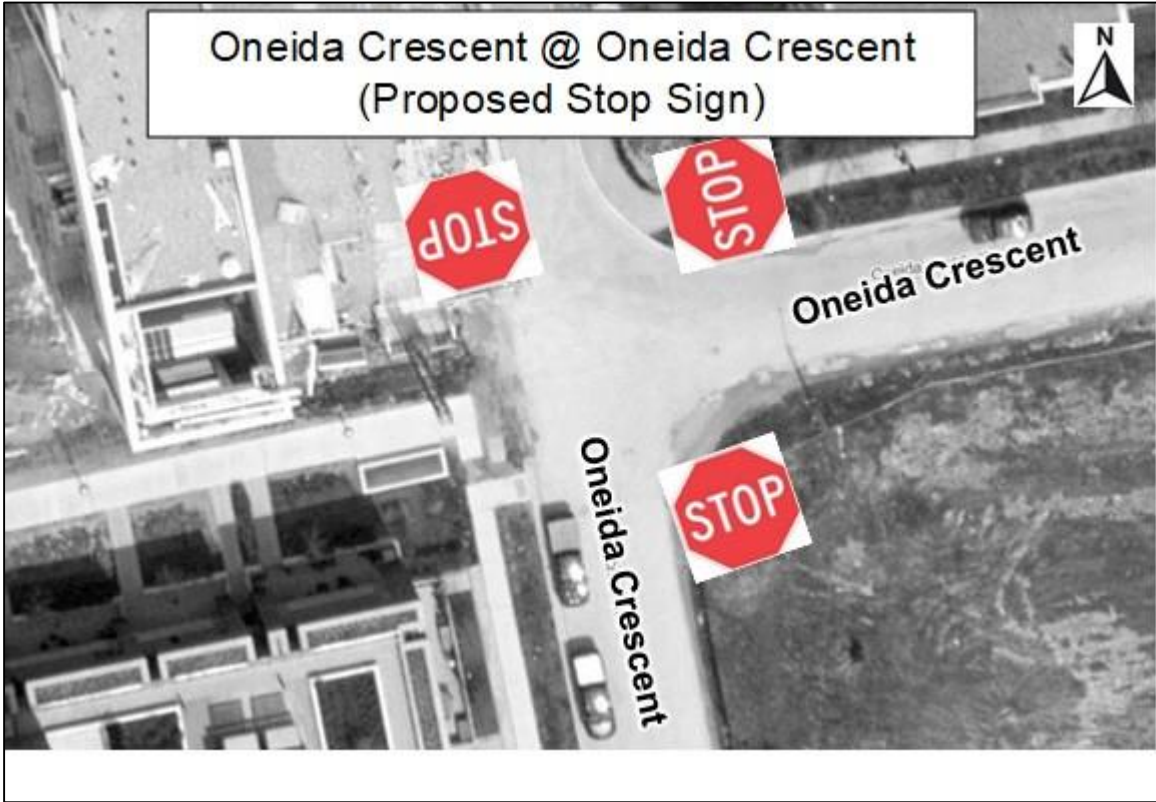 Oneida Crescent @ Oneida Crescent
(Proposed Stop Sign)
N
STOP
STOP
Oneida Crescent
Oneida Crescent
STOP